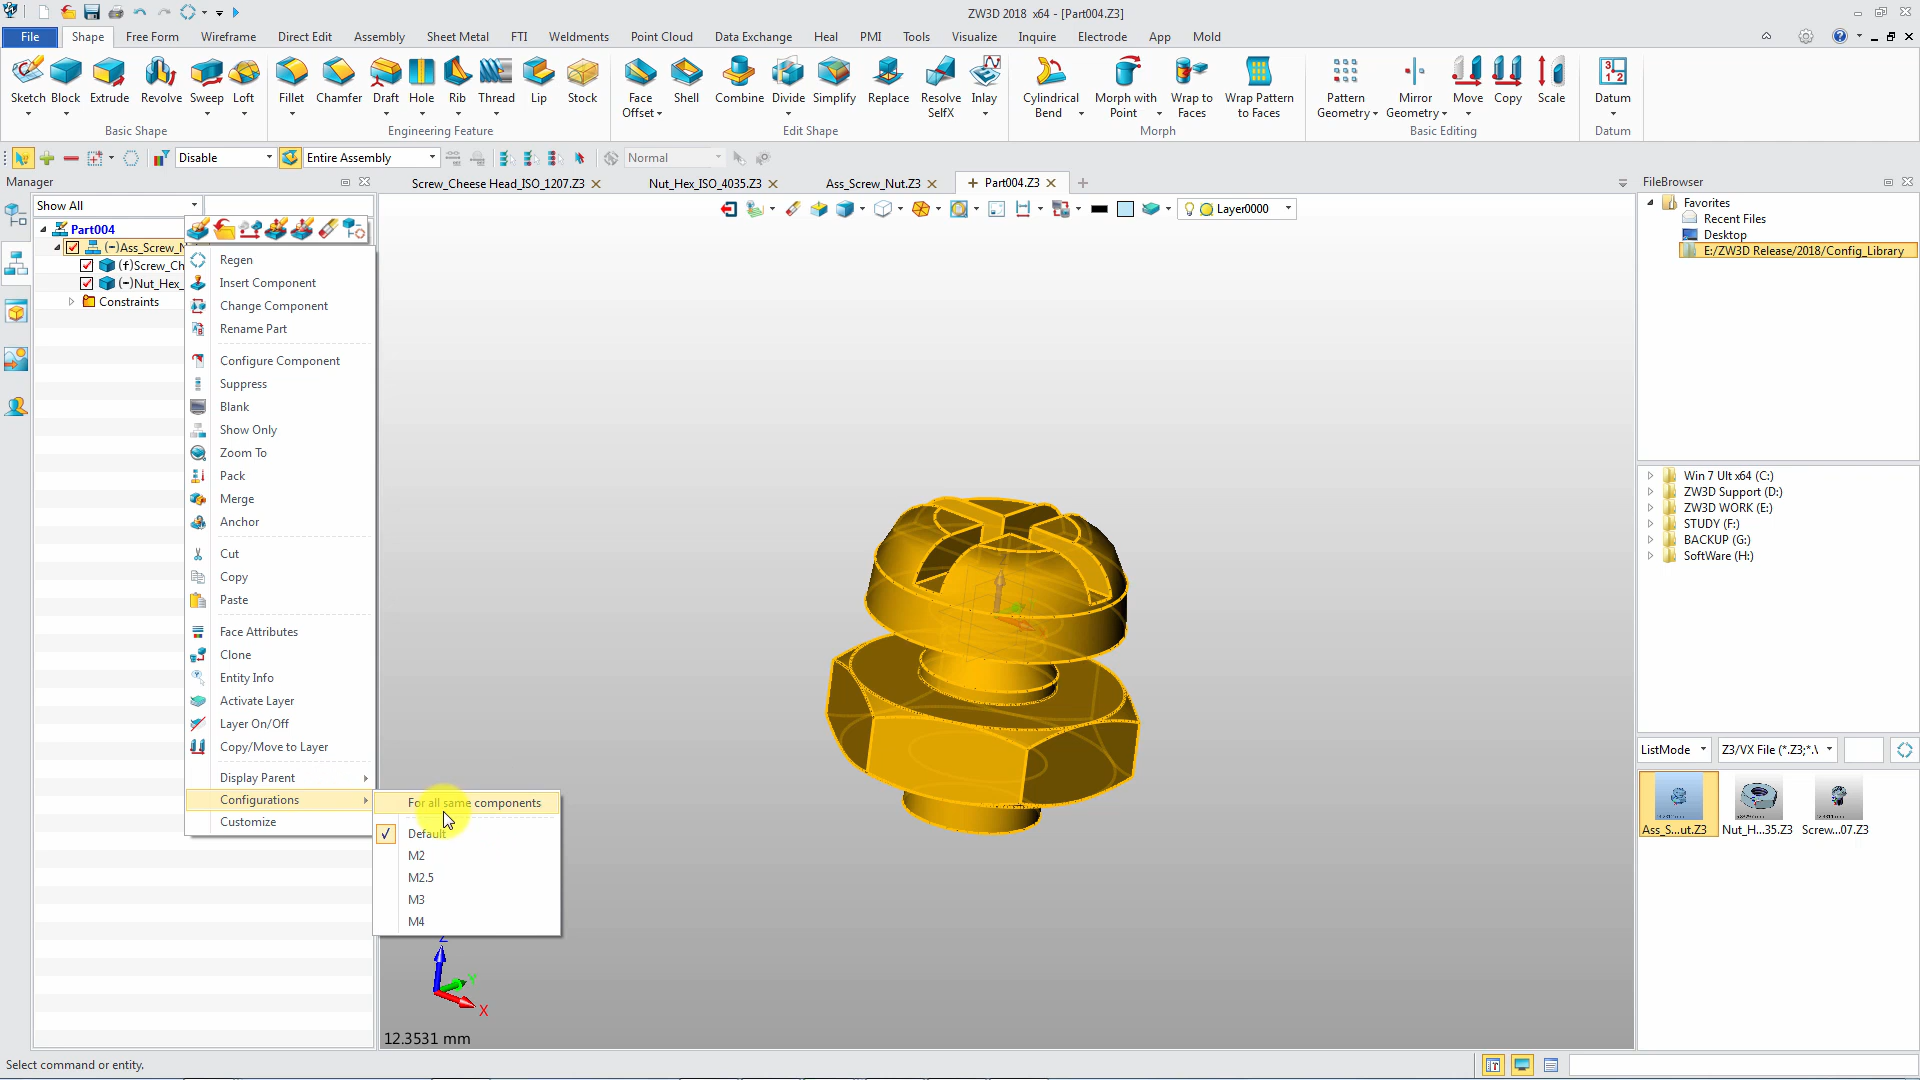 ZW3D 2018 x64 - [Part004.Z3]
File Shape Free Form Wireframe Direct Edit Assembly Sheet Metal FTI Weldments Point Cloud Data Exchange Heal PMI Tools Visualize Inquire Electrode App Mold
Sketch Block Extrude Revolve Sweep Loft Fillet Chamfer Draft Hole Rib Thread Lip Stock Face Offset Shell Combine Divide Simplify Replace Resolve SelfX Inlay Cylindrical Bend Morph with Point Wrap to Faces Wrap Pattern to Faces Pattern Geometry Mirror Geometry Move Copy Scale Datum
Basic Shape Engineering Feature Edit Shape Morph Basic Editing Datum
Disable Entire Assembly Normal
Manager
Screw_Cheese Head_ISO_1207.Z3 Nut_Hex_ISO_4035.Z3 Ass_Screw_Nut.Z3 Part004.Z3
FileBrowser
Show All
Layer0000
Part004
(-)Ass_Screw_N
(f)Screw_Ch
(-)Nut_Hex_
Constraints
Regen
Insert Component
Change Component
Rename Part
Configure Component
Suppress
Blank
Show Only
Zoom To
Pack
Merge
Anchor
Cut
Copy
Paste
Face Attributes
Clone
Entity Info
Activate Layer
Layer On/Off
Copy/Move to Layer
Display Parent
Configurations
Customize
For all same components
Default
M2
M2.5
M3
M4
Z
Y
X
12.3531 mm
Favorites
Recent Files
Desktop
E:/ZW3D Release/2018/Config_Library
Win 7 Ult x64 (C:)
ZW3D Support (D:)
ZW3D WORK (E:)
STUDY (F:)
BACKUP (G:)
SoftWare (H:)
ListMode Z3/VX File (*.Z3;*.\
Ass_S...ut.Z3 Nut_H...35.Z3 Screw...07.Z3
Select command or entity.